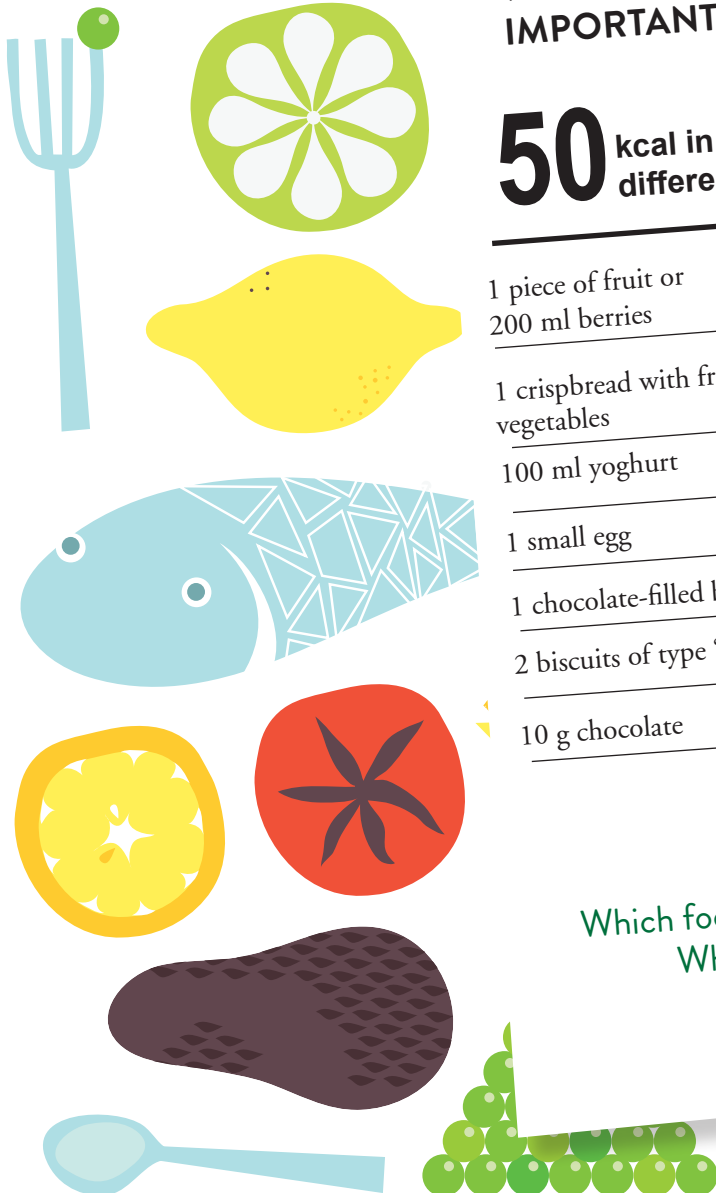 IMPORTANT
50 kcal in
differe
1 piece of fruit or
200 ml berries
1 crispbread with fr
vegetables
100 ml yoghurt
1 small egg
1 chocolate-filled b
2 biscuits of type “
10 g chocolate
Which foo
Wh